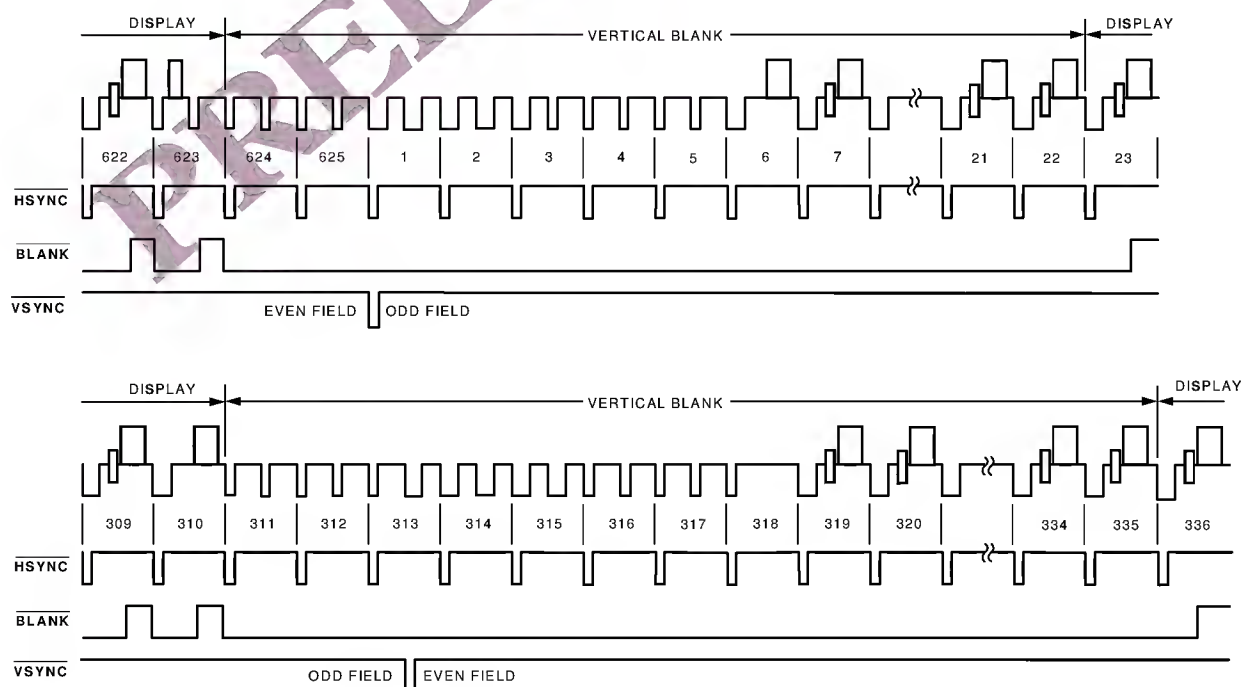 DISPLAY VERTICAL BLANK DISPLAY
622 623 624 625 1 2 3 4 5 6 7 21 22 23
HSYNC
BLANK
VSYNC
EVEN FIELD ODD FIELD
DISPLAY VERTICAL BLANK DISPLAY
309 310 311 312 313 314 315 316 317 318 319 320 334 335 336
HSYNC
BLANK
VSYNC
ODD FIELD EVEN FIELD